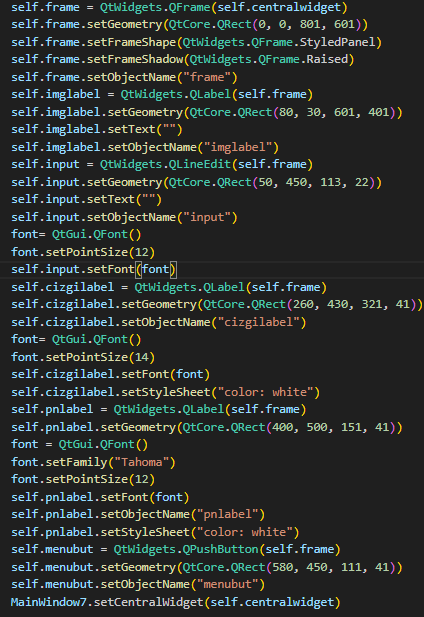 self.frame = QtWidgets.QFrame(self.centralwidget)
self.frame.setGeometry(QtCore.QRect(0, 0, 801, 601))
self.frame.setFrameShape(QtWidgets.QFrame.StyledPanel)
self.frame.setFrameShadow(QtWidgets.QFrame.Raised)
self.frame.setObjectName("frame")
self.imglabel = QtWidgets.QLabel(self.frame)
self.imglabel.setGeometry(QtCore.QRect(80, 30, 601, 401))
self.imglabel.setText("")
self.imglabel.setObjectName("imglabel")
self.input = QtWidgets.QLineEdit(self.frame)
self.input.setGeometry(QtCore.QRect(50, 450, 113, 22))
self.input.setText("")
self.input.setObjectName("input")
font= QtGui.QFont()
font.setPointSize(12)
self.input.setFont(font)
self.cizgilabel = QtWidgets.QLabel(self.frame)
self.cizgilabel.setGeometry(QtCore.QRect(260, 430, 321, 41))
self.cizgilabel.setObjectName("cizgilabel")
font= QtGui.QFont()
font.setPointSize(14)
self.cizgilabel.setFont(font)
self.cizgilabel.setStyleSheet("color: white")
self.pnlabel = QtWidgets.QLabel(self.frame)
self.pnlabel.setGeometry(QtCore.QRect(400, 500, 151, 41))
font = QtGui.QFont()
font.setFamily("Tahoma")
font.setPointSize(12)
self.pnlabel.setFont(font)
self.pnlabel.setObjectName("pnlabel")
self.pnlabel.setStyleSheet("color: white")
self.menubut = QtWidgets.QPushButton(self.frame)
self.menubut.setGeometry(QtCore.QRect(580, 450, 111, 41))
self.menubut.setObjectName("menubut")
MainWindow7.setCentralWidget(self.centralwidget)